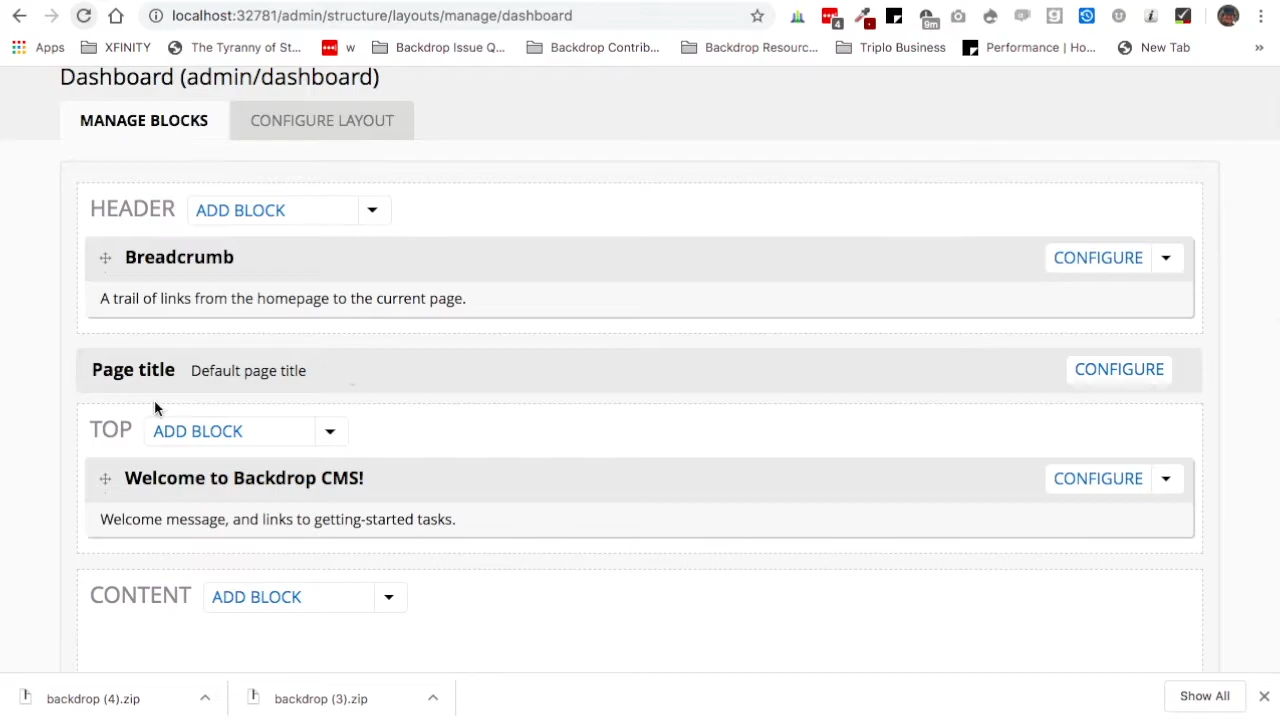 localhost:32781/admin/structure/layouts/manage/dashboard
4
9m
Apps XFINITY The Tyranny of St... w Backdrop Issue Q... Backdrop Contrib... Backdrop Resourc... Triplo Business Performance | Ho... New Tab »
Dashboard (admin/dashboard)
MANAGE BLOCKS CONFIGURE LAYOUT
HEADER ADD BLOCK
Breadcrumb CONFIGURE
A trail of links from the homepage to the current page.
Page title Default page title CONFIGURE
TOP ADD BLOCK
Welcome to Backdrop CMS! CONFIGURE
Welcome message, and links to getting-started tasks.
CONTENT ADD BLOCK
backdrop (4).zip backdrop (3).zip Show All